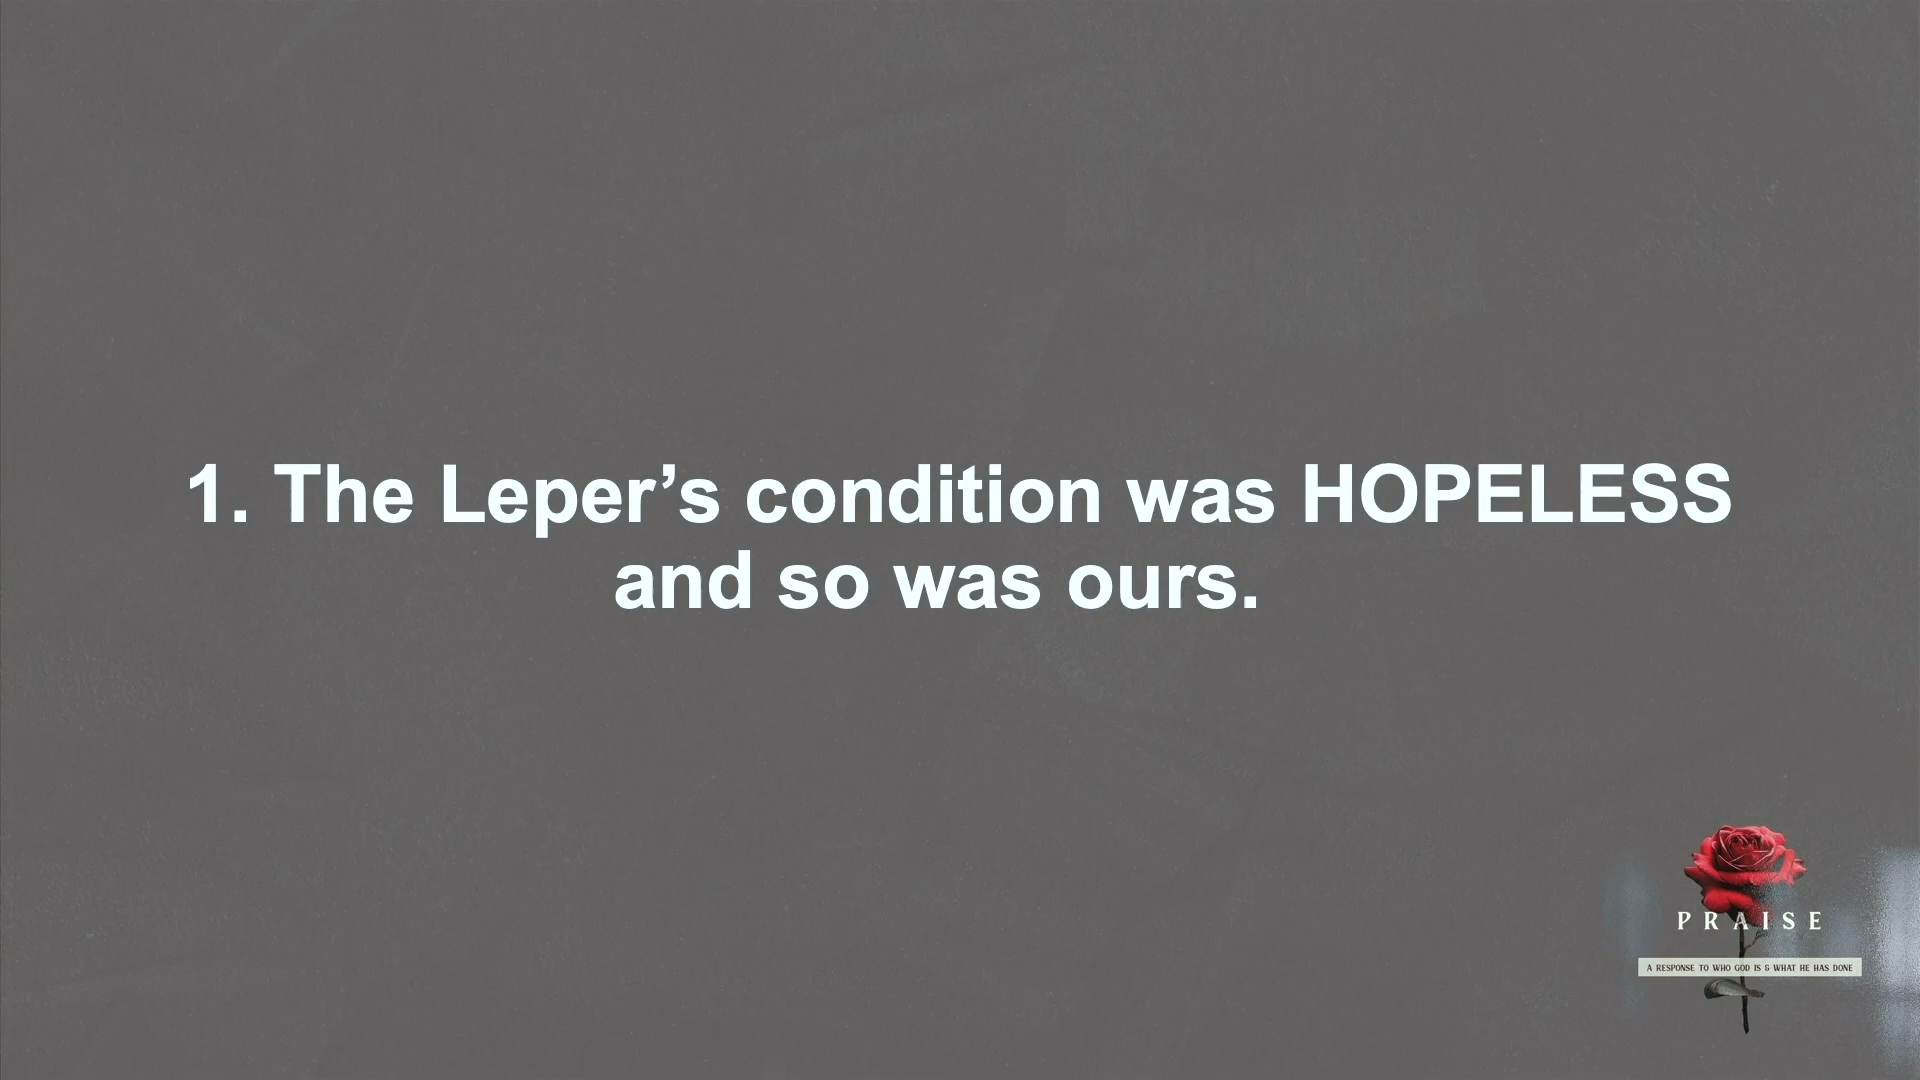 1. The Leper’s condition was HOPELESS
and so was ours.
PRAISE
A RESPONSE TO WHO GOD IS & WHAT HE HAS DONE